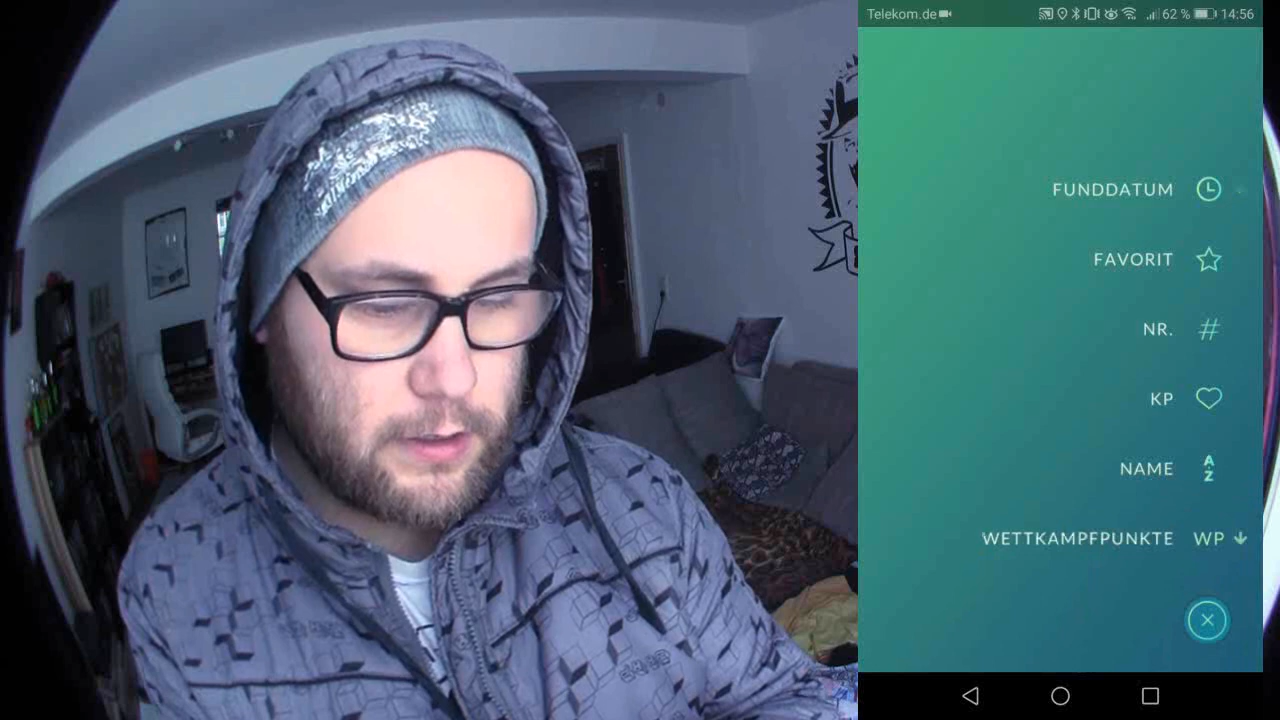 Telekom.de 62 % 14:56
FUNDDATUM
FAVORIT
NR. #
KP
NAME A Z
WETTKAMPFPUNKTE WP